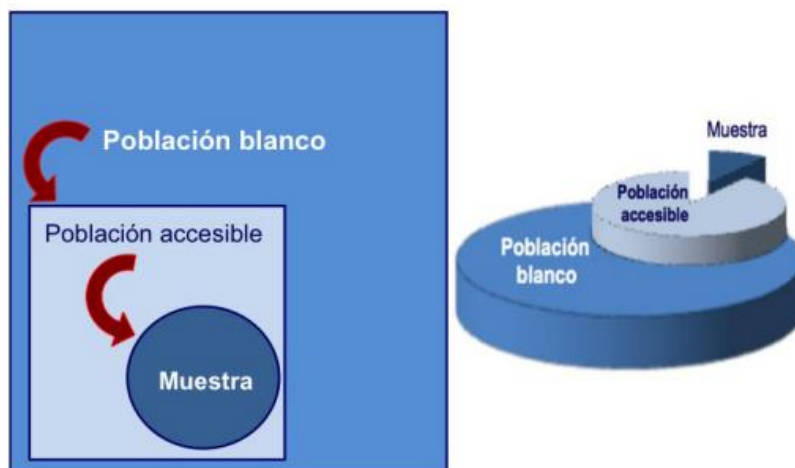 Población blanco
Población accesible
Muestra
Muestra
Población
accesible
Población
blanco